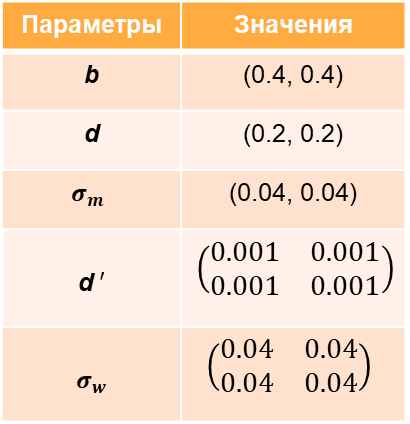 Параметры Значения
b (0.4, 0.4)
d (0.2, 0.2)
σm (0.04, 0.04)
d ′ (0.001 0.001
0.001 0.001)
σw (0.04 0.04
0.04 0.04)